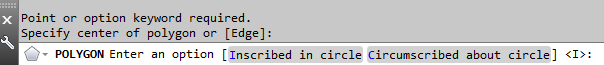 Point or option keyword required.
Specify center of polygon or [Edge]:
POLYGON Enter an option [Inscribed in circle Circumscribed about circle] <I>: